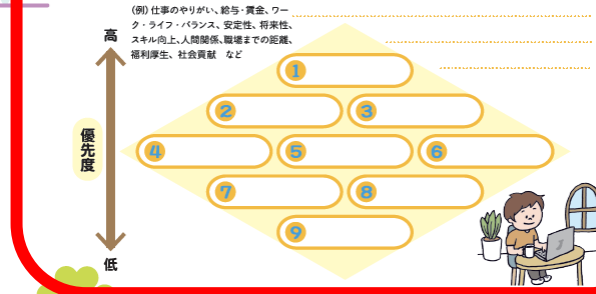 (例)仕事のやりがい、給与・賃金、ワー
ク・ライフ・バランス、安定性、将来性、
スキル向上、人間関係、職場までの距離、
福利厚生、社会貢献　など
高
優先度
低
1
2
3
4
5
6
7
8
9